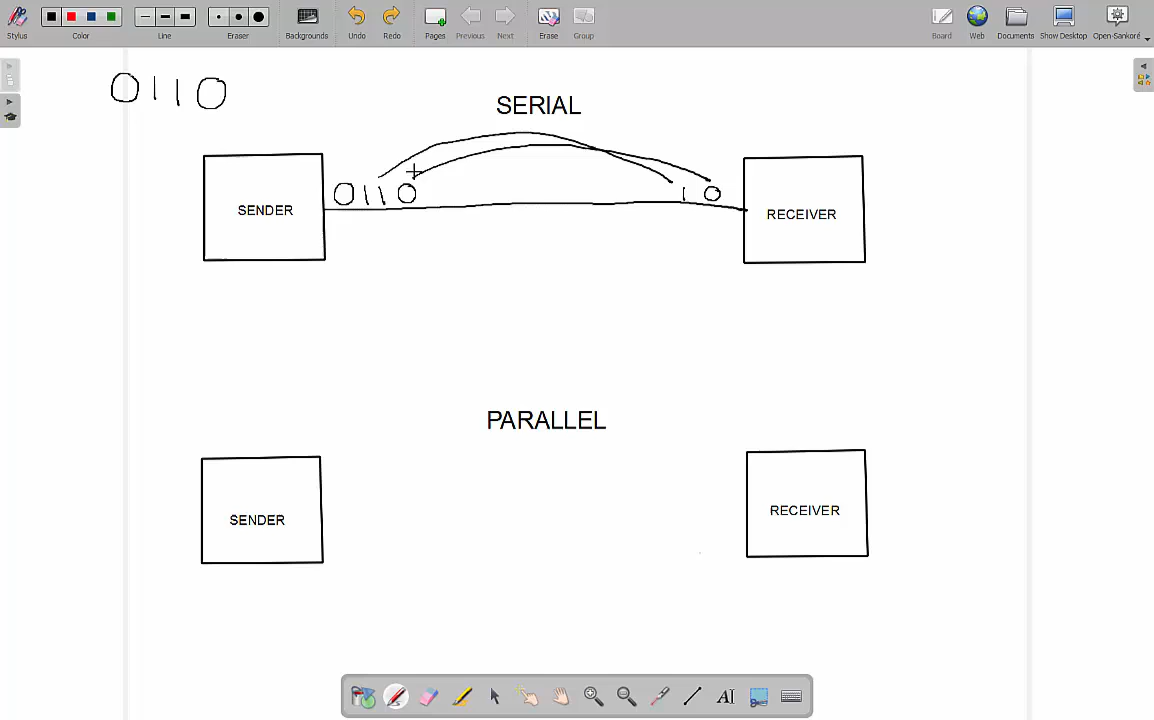 Stylus Color Line Eraser Backgrounds Undo Redo Pages Previous Next Erase Group Board Web Documents Show Desktop Open-Sankoré
0110
SERIAL
0110 10
SENDER RECEIVER
PARALLEL
SENDER RECEIVER
AI